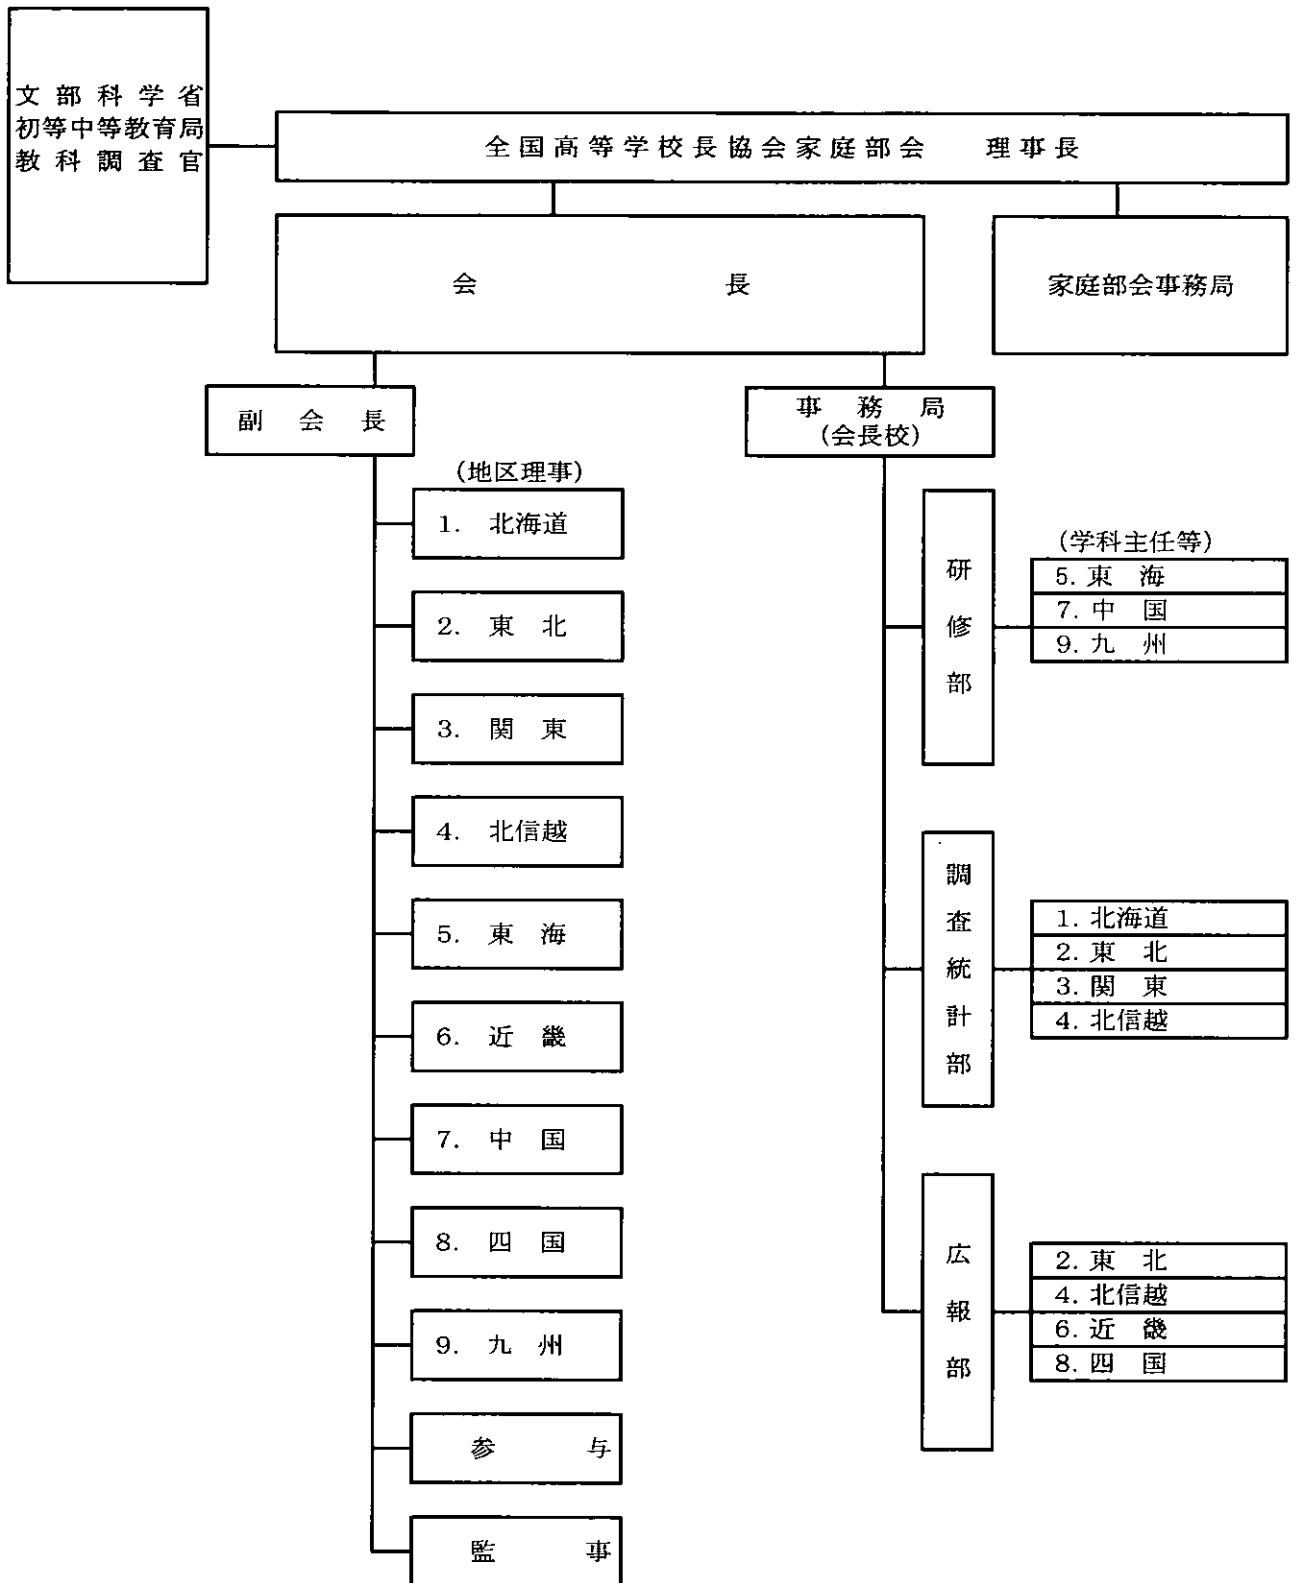 文部科学省
初等中等教育局
教科調査官
全国高等学校長協会家庭部会 理事長
会 長
家庭部会事務局
副会長
事務局
(会長校)
(地区理事)
1. 北海道
2. 東北
3. 関東
4. 北信越
5. 東海
6. 近畿
7. 中国
8. 四国
9. 九州
参与
監事
研修部
(学科主任等)
5. 東海
7. 中国
9. 九州
調査統計部
1. 北海道
2. 東北
3. 関東
4. 北信越
広報部
2. 東北
4. 北信越
6. 近畿
8. 四国